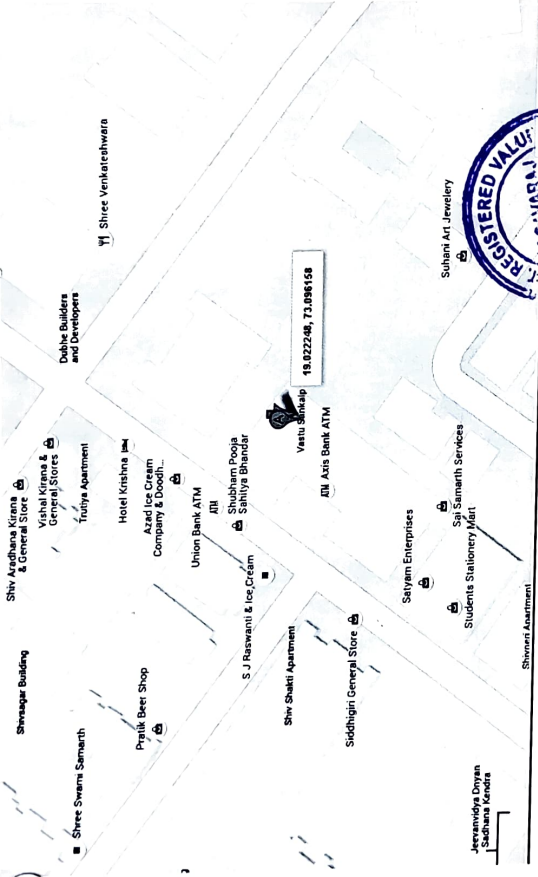 Shiv Aradhana Kirana
& General Store
Vishal Kirana &
General Stores
Dubhe Builders
and Developers
Shree Venkateshwara
Shivsagar Building
Trutiya Apartment
Hotel Krishna
Azad Ice Cream
Company & Doodh...
Shree Swami Samarth
Pratik Beer Shop
Union Bank ATM
ATM
Shubham Pooja
Sahitya Bhandar
S J Raswanti & Ice Cream
Vastu Sankalp
19.022248, 73.096158
ATM Axis Bank ATM
Shiv Shakti Apartment
Siddhigiri General Store
Satyam Enterprises
Suhani Art Jewelery
Sai Samarth Services
Students Stationery Mart
Jeevanvidya Dnyan
Sadhana Kendra
Shivneri Apartment
REGISTERED